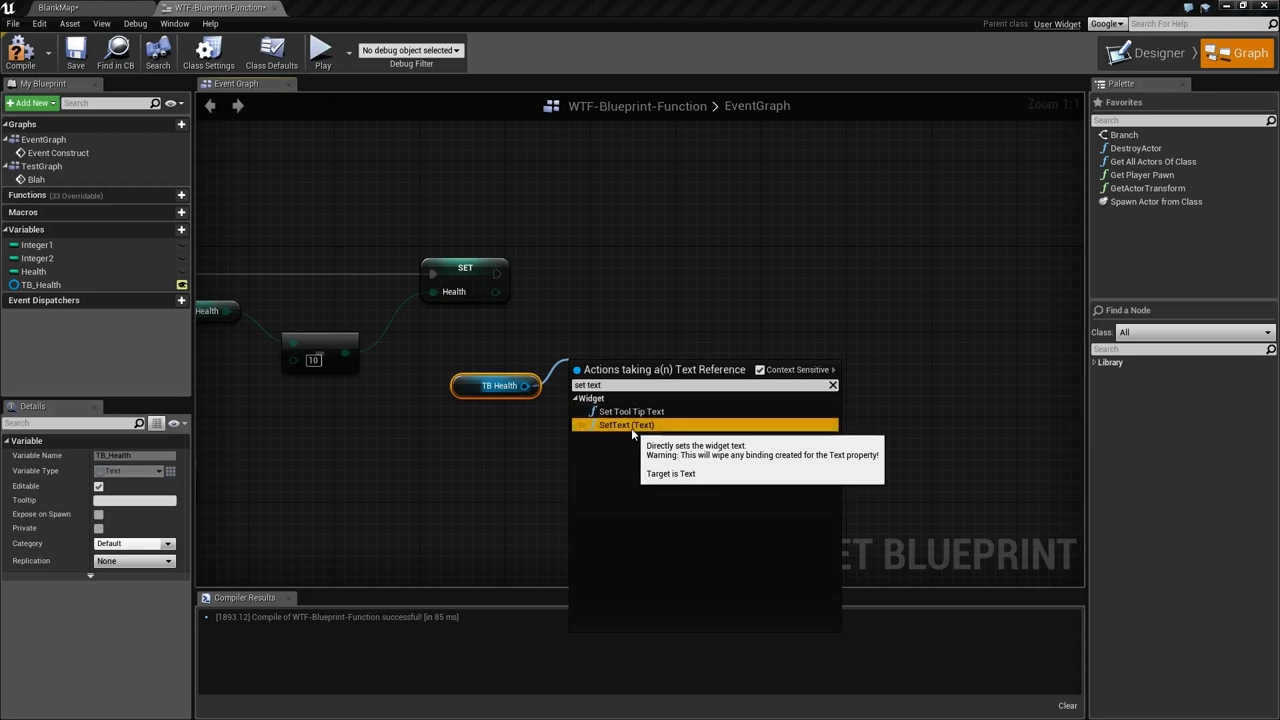 BlankMap*
WTF-Blueprint-Function*
File Edit Asset View Debug Window Help
Parent class: User Widget
Google
Search For Help
Compile
Save
Find in CB
Search
Class Settings
Class Defaults
Play
No debug object selected
Debug Filter
Designer
Graph
My Blueprint
Add New
Search
Graphs
EventGraph
Event Construct
TestGraph
Blah
Functions (33 Overridable)
Macros
Variables
Integer1
Integer2
Health
TB_Health
Event Dispatchers
Details
Search
Variable
Variable Name TB_Health
Variable Type Text
Editable
Tooltip
Expose on Spawn
Private
Category Default
Replication None
Event Graph
WTF-Blueprint-Function > EventGraph
Zoom 1:1
SET
Health
Health
10
TB Health
Actions taking a(n) Text Reference
Context Sensitive
set text
Widget
Set Tool Tip Text
SetText (Text)
Directly sets the widget text.
Warning: This will wipe any binding created for the Text property!
Target is Text
ET BLUEPRINT
Compiler Results
[1893.12] Compile of WTF-Blueprint-Function successful! [in 85 ms]
Clear
Palette
Favorites
Search
Branch
DestroyActor
Get All Actors Of Class
Get Player Pawn
GetActorTransform
Spawn Actor from Class
Find a Node
Class: All
Search
Library